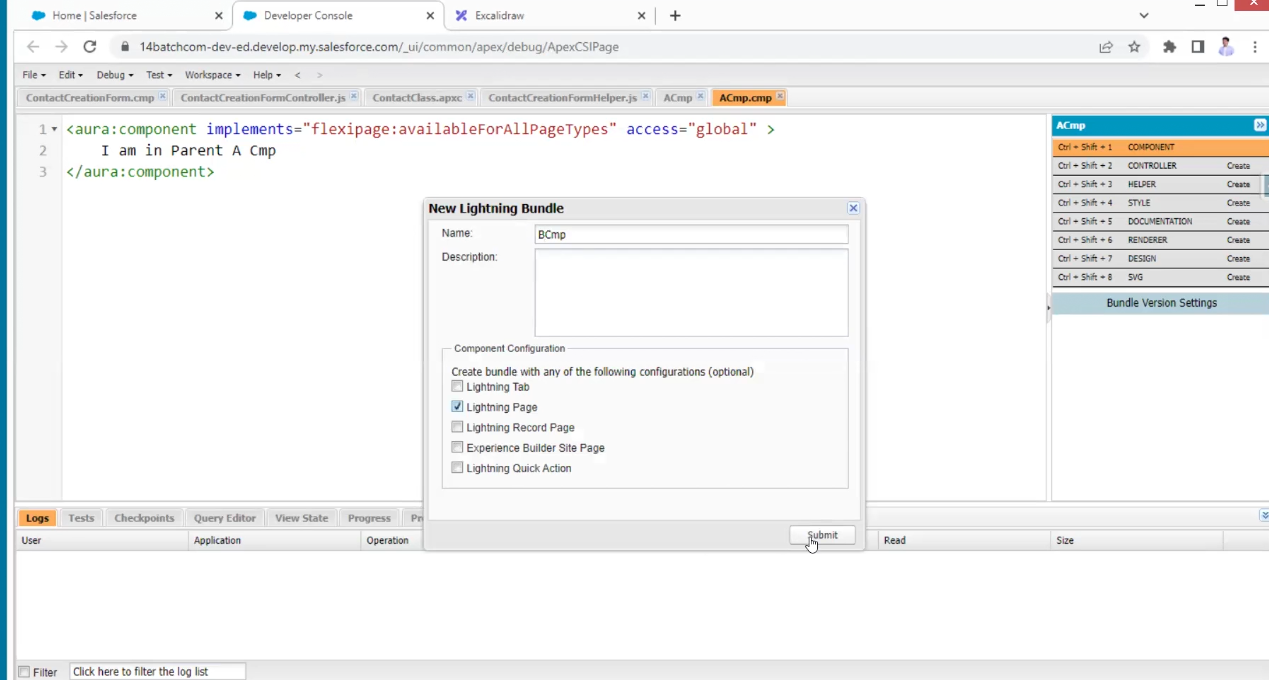 Home | Salesforce
Developer Console
Excalidraw
14batchcom-dev-ed.develop.my.salesforce.com/_ui/common/apex/debug/ApexCSIPage
File Edit Debug Test Workspace Help < >
ContactCreationForm.cmp ContactCreationFormController.js ContactClass.apxc ContactCreationFormHelper.js ACmp ACmp.cmp
1 <aura:component implements="flexipage:availableForAllPageTypes" access="global" >
2 I am in Parent A Cmp
3 </aura:component>
ACmp
Ctrl + Shift + 1 COMPONENT
Ctrl + Shift + 2 CONTROLLER Create
Ctrl + Shift + 3 HELPER Create
Ctrl + Shift + 4 STYLE Create
Ctrl + Shift + 5 DOCUMENTATION Create
Ctrl + Shift + 6 RENDERER Create
Ctrl + Shift + 7 DESIGN Create
Ctrl + Shift + 8 SVG Create
Bundle Version Settings
New Lightning Bundle
Name: BCmp
Description:
Component Configuration
Create bundle with any of the following configurations (optional)
Lightning Tab
Lightning Page
Lightning Record Page
Experience Builder Site Page
Lightning Quick Action
Submit
Logs Tests Checkpoints Query Editor View State Progress
User Application Operation Read Size
Filter Click here to filter the log list